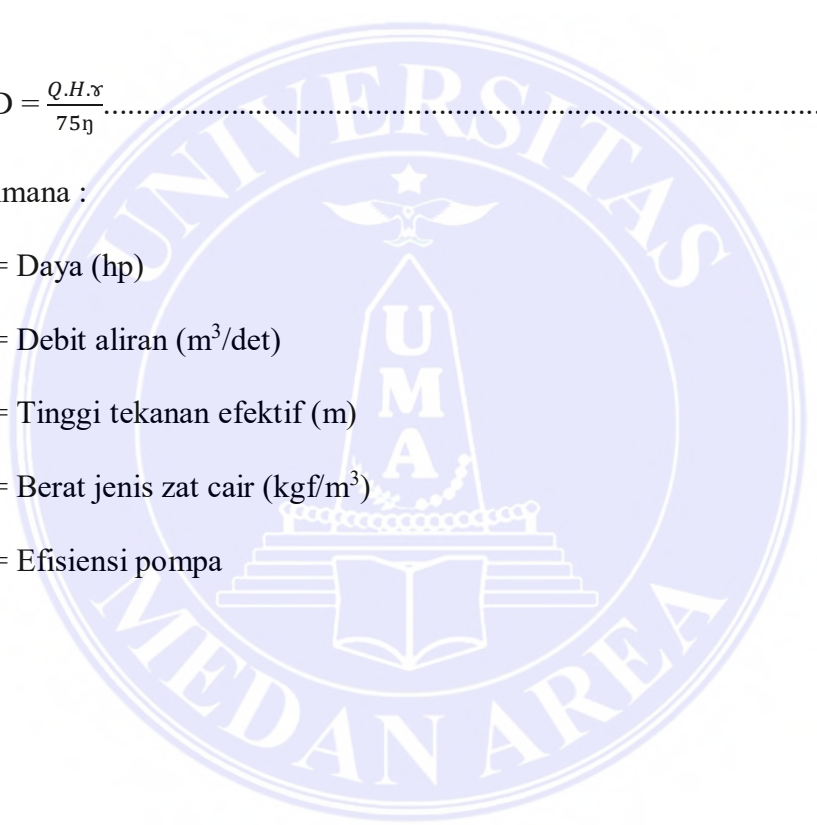 D = Q.H.ɤ / 75ŋ ................................................................................................
mana :
= Daya (hp)
= Debit aliran (m³/det)
= Tinggi tekanan efektif (m)
= Berat jenis zat cair (kgf/m³)
= Efisiensi pompa
UNIVERSITAS
UMA
MEDAN AREA